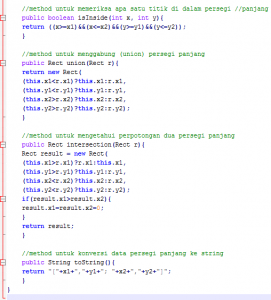 //method untuk memeriksa apa satu titik di dalam persegi //panjang
public boolean isInside(int x, int y){
return ((x>=x1)&&(x<=x2)&&(y>=y1)&&(y<=y2));
}
//method untuk menggabung (union) persegi panjang
public Rect union(Rect r){
return new Rect(
(this.x1<r.x1)?this.x1:r.x1,
(this.y1<r.y1)?this.y1:r.y1,
(this.x2>r.x2)?this.x2:r.x2,
(this.y2>r.y2)?this.y2:r.y2);
}
//method untuk mengetahui perpotongan dua persegi panjang
public Rect intersection(Rect r){
Rect result = new Rect(
(this.x1>r.x1)?r.x1:this.x1,
(this.y1>r.y1)?this.y1:r.y1,
(this.x2<r.x2)?this.x2:r.x2,
(this.y2<r.y2)?this.y2:r.y2);
if(result.x1>result.x2){
result.x1=result.x2=0;
}
return result;
}
//method untuk konversi data persegi panjang ke string
public String toString(){
return "["+x1+","+y1+"; "+x2+","+y2+"]";
}
}